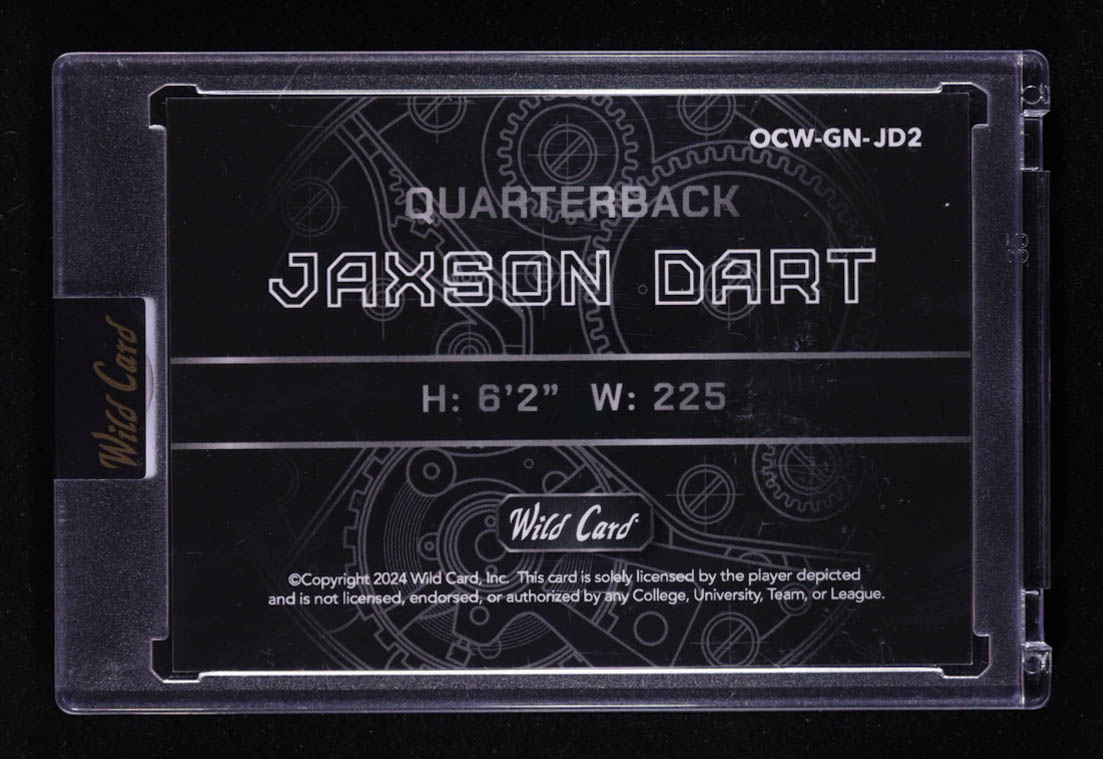 OCW-GN-JD2
QUARTERBACK
JAXSON DART
H: 6'2” W: 225
Wild Card
Wild Card
©Copyright 2024 Wild Card, Inc. This card is solely licensed by the player depicted
and is not licensed, endorsed, or authorized by any College, University, Team, or League.